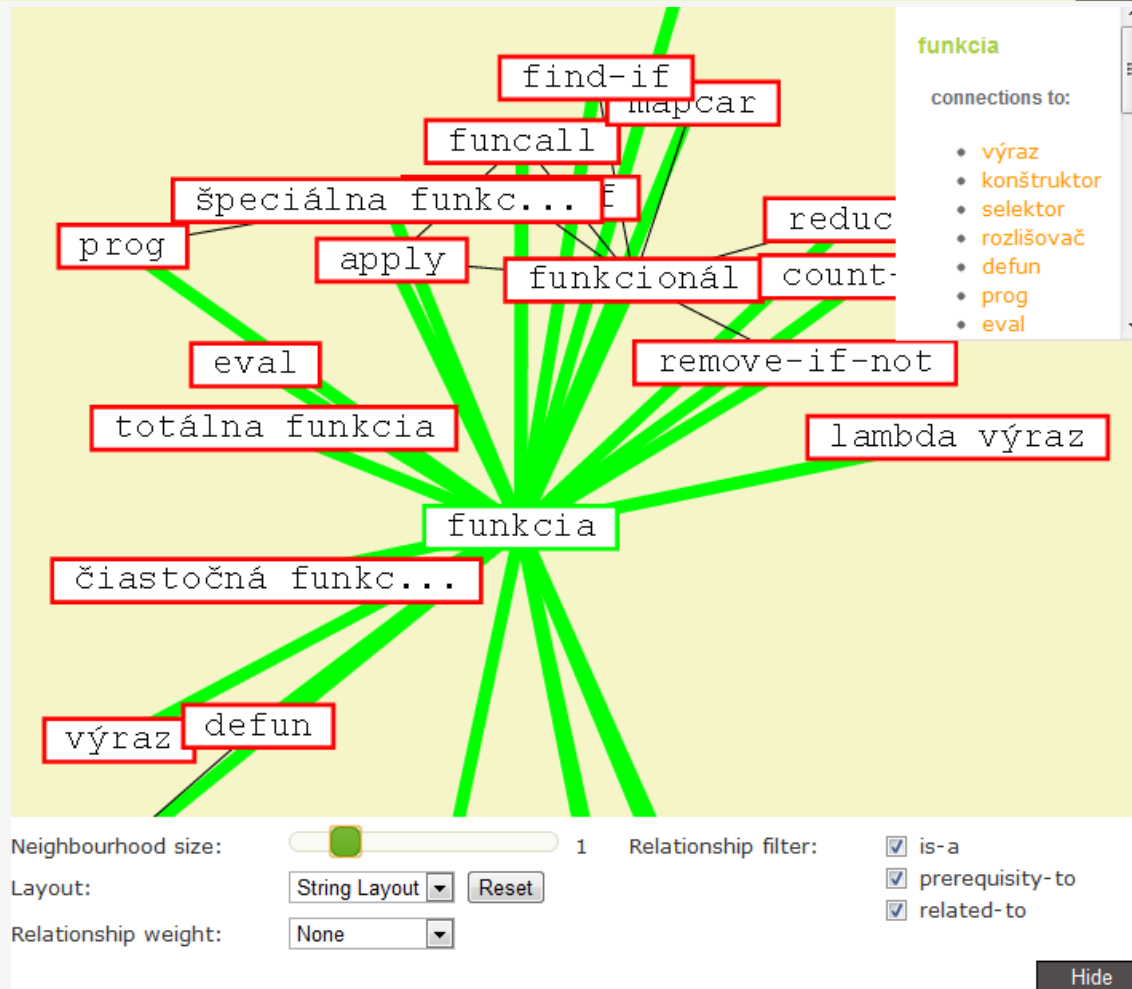 find-if
mapcar
funcall
špeciálna funkc...
f
prog
apply
funkcionál
reduc
count-
eval
remove-if-not
totálna funkcia
lambda výraz
funkcia
čiastočná funkc...
výraz
defun
funkcia
connections to:
výraz
konštruktor
selektor
rozlišovač
defun
prog
eval
Neighbourhood size: 1
Relationship filter:
is-a
prerequisity-to
related-to
Layout: String Layout Reset
Relationship weight: None
Hide